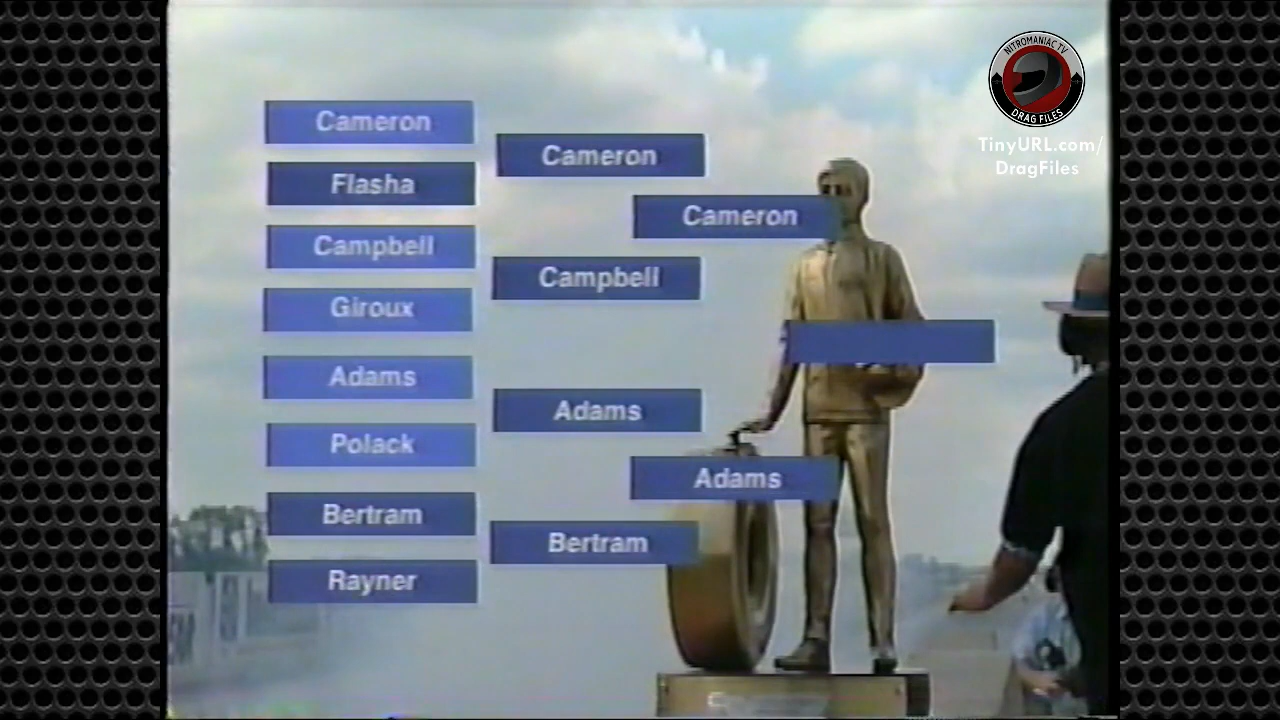 NITROMANIAC TV
DRAG FILES
TinyURL.com/
DragFiles
Cameron
Flasha
Campbell
Giroux
Adams
Polack
Bertram
Rayner
Cameron
Campbell
Adams
Bertram
Cameron
Adams